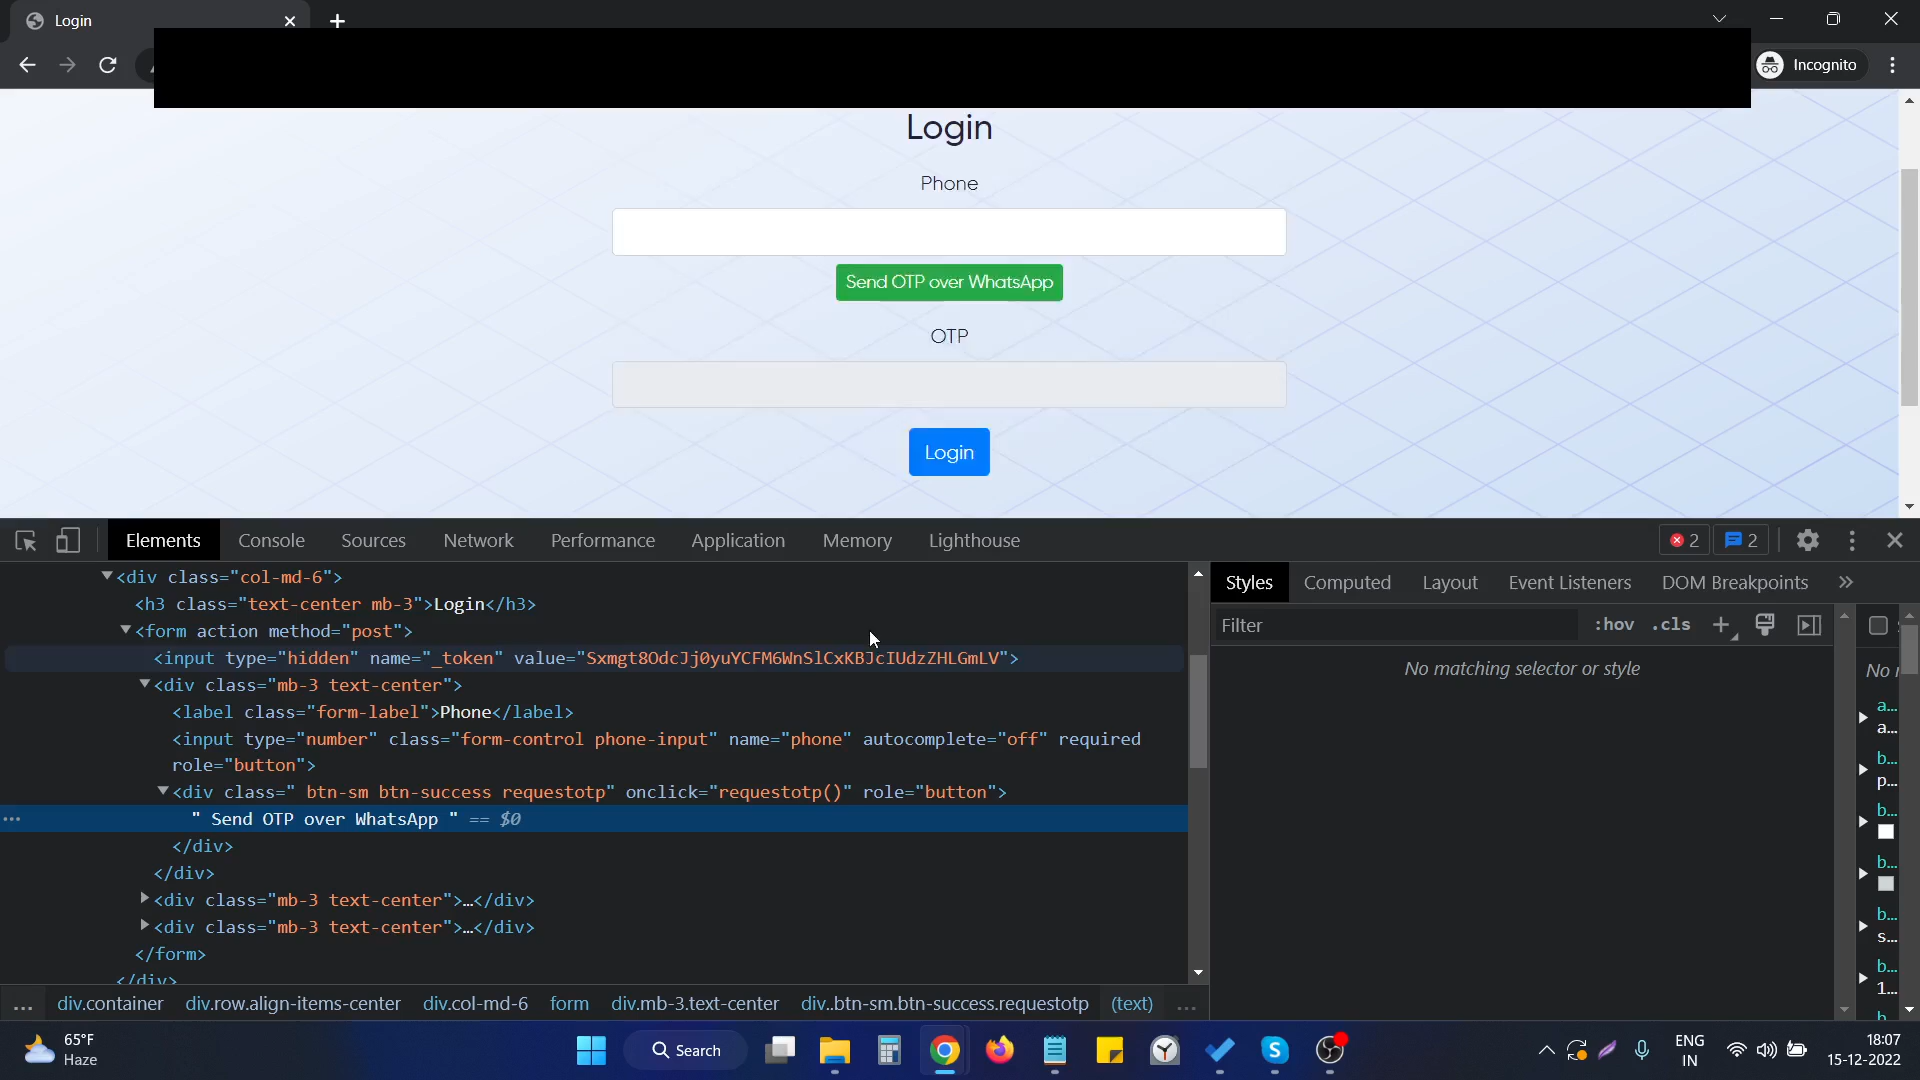 Login
Incognito
Login
Phone
Send OTP over WhatsApp
OTP
Login
Elements Console Sources Network Performance Application Memory Lighthouse 2 2
<div class="col-md-6">
<h3 class="text-center mb-3">Login</h3>
<form action method="post">
<input type="hidden" name="_token" value="Sxmgt8OdcJj0yuYCFM6WnSlCxKBJcIUdzZHLGmLV">
<div class="mb-3 text-center">
<label class="form-label">Phone</label>
<input type="number" class="form-control phone-input" name="phone" autocomplete="off" required
role="button">
<div class=" btn-sm btn-success requestotp" onclick="requestotp()" role="button">
" Send OTP over WhatsApp " == $0
</div>
</div>
<div class="mb-3 text-center">…</div>
<div class="mb-3 text-center">…</div>
</form>
</div>
... div.container div.row.align-items-center div.col-md-6 form div.mb-3.text-center div..btn-sm.btn-success.requestotp (text) ...
Styles Computed Layout Event Listeners DOM Breakpoints
Filter :hov .cls
No matching selector or style
a...
a...
b...
p...
b...
b...
b...
s...
b...
1...
65°F
Haze
Search
ENG
IN
18:07
15-12-2022